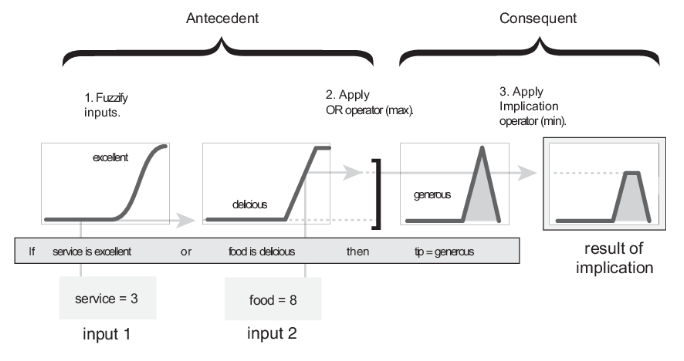 Antecedent
Consequent
1. Fuzzify
inputs.
2. Apply
OR operator (max).
3. Apply
Implication
operator (min).
excellent
delicious
generous
If service is excellent or food is delicious then tip = generous
result of
implication
service = 3
food = 8
input 1
input 2